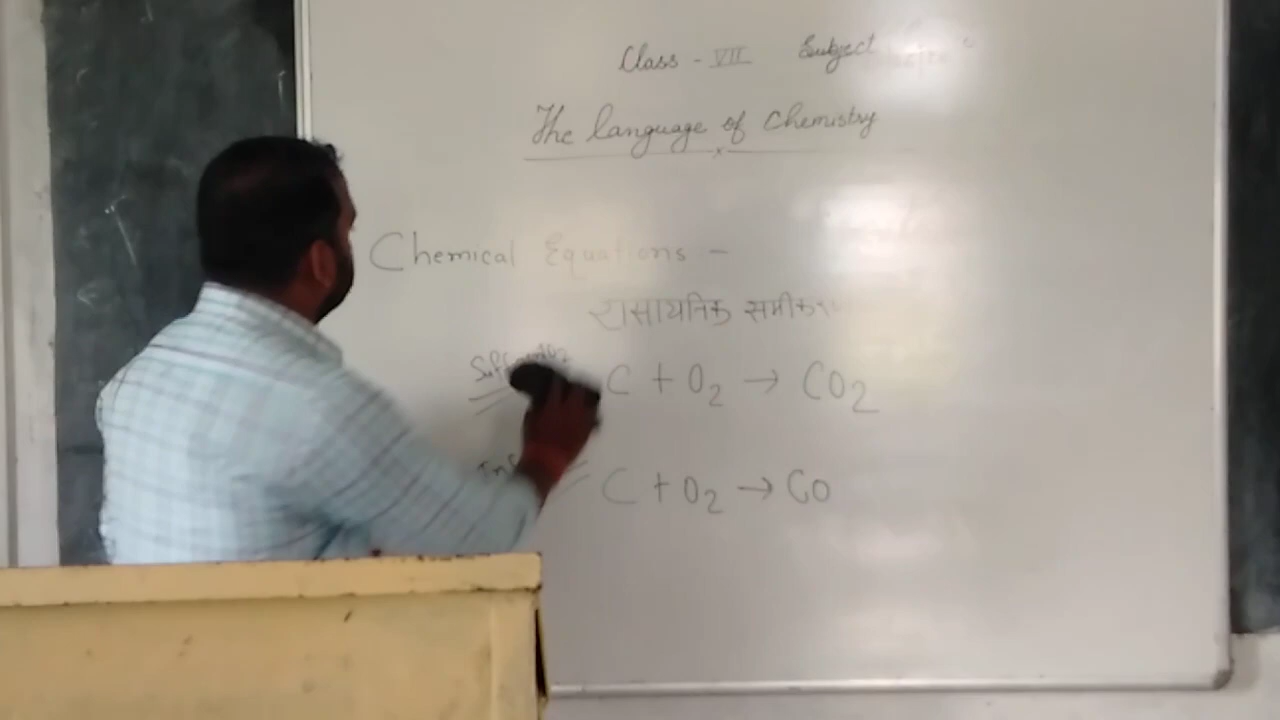 Class - VII Subject
The language of Chemistry
Chemical Equations -
रासायनिक समीकरण
C + O₂ → CO₂
C + O₂ → CO